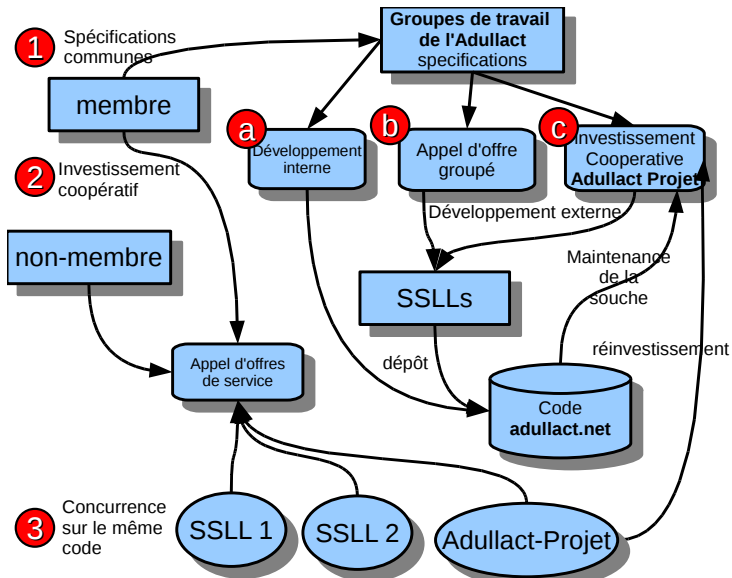 1
Spécifications
communes
Groupes de travail
de l'Adullact
specifications
membre
a
Développement
interne
b
Appel d'offre
groupé
c
Investissement
Cooperative
Adullact Projet
2
Investissement
coopératif
Développement externe
non-membre
SSLLs
Maintenance
de la
souche
Appel d'offres
de service
dépôt
réinvestissement
Code
adullact.net
3
Concurrence
sur le même
code
SSLL 1
SSLL 2
Adullact-Projet